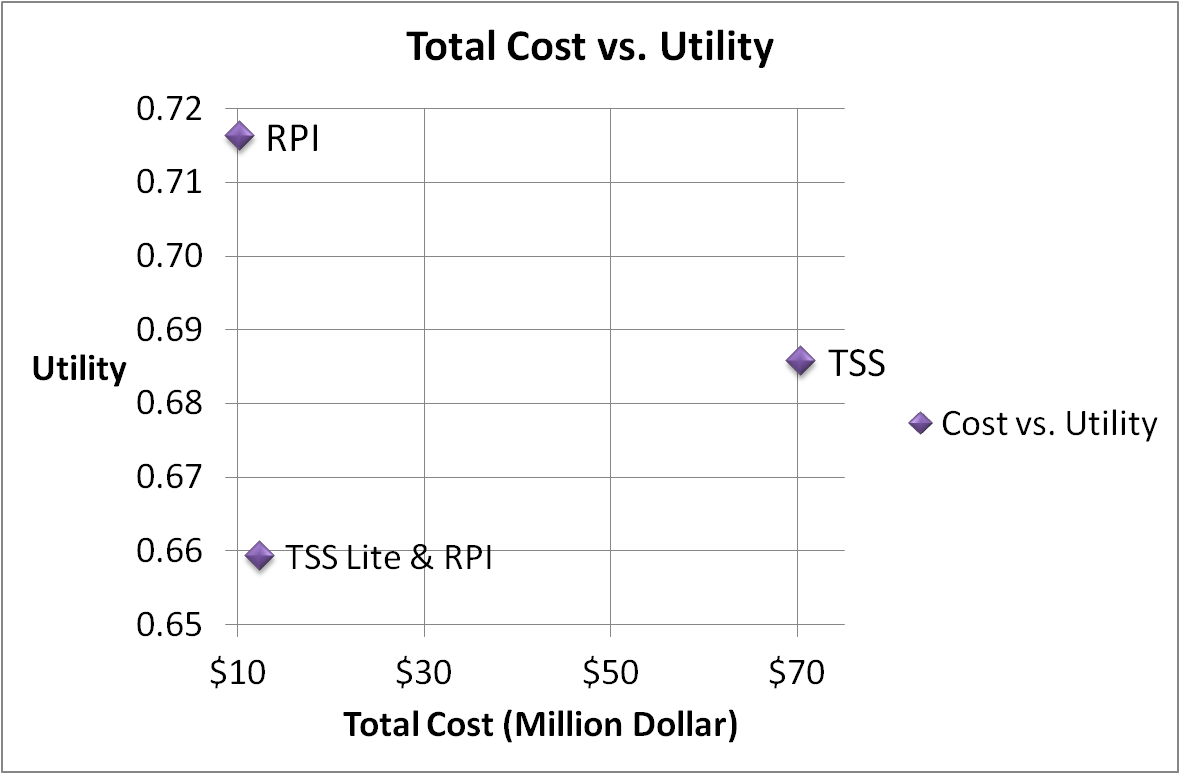 Total Cost vs. Utility
0.72
RPI
0.71
0.70
0.69
Utility
TSS
0.68
Cost vs. Utility
0.67
0.66
TSS Lite & RPI
0.65
$10 $30 $50 $70
Total Cost (Million Dollar)